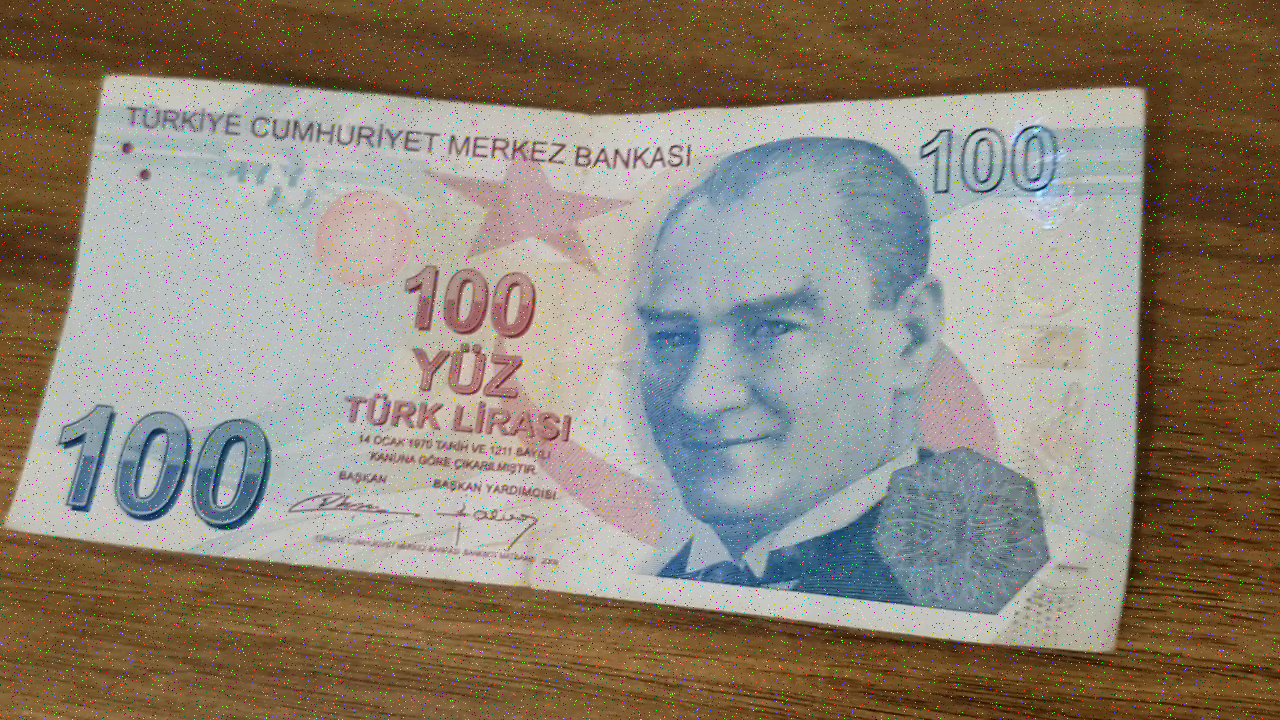 TÜRKİYE CUMHURİYET MERKEZ BANKASI
100
100
YÜZ
TÜRK LİRASI
14 OCAK 1970 TARİH VE 1211 SAYILI
KANUNA GÖRE ÇIKARILMIŞTIR.
BAŞKAN BAŞKAN YARDIMCISI
100